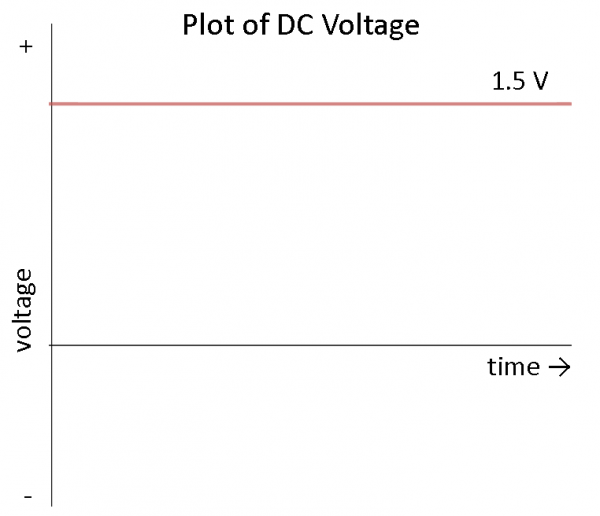 Plot of DC Voltage
+
1.5 V
voltage
time →
-